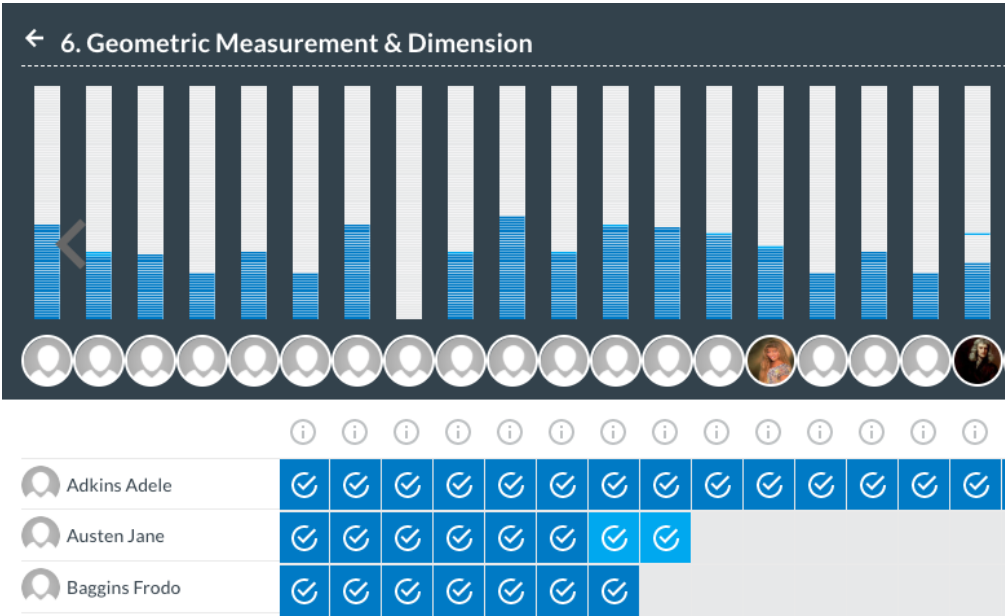 6. Geometric Measurement & Dimension
Adkins Adele
Austen Jane
Baggins Frodo